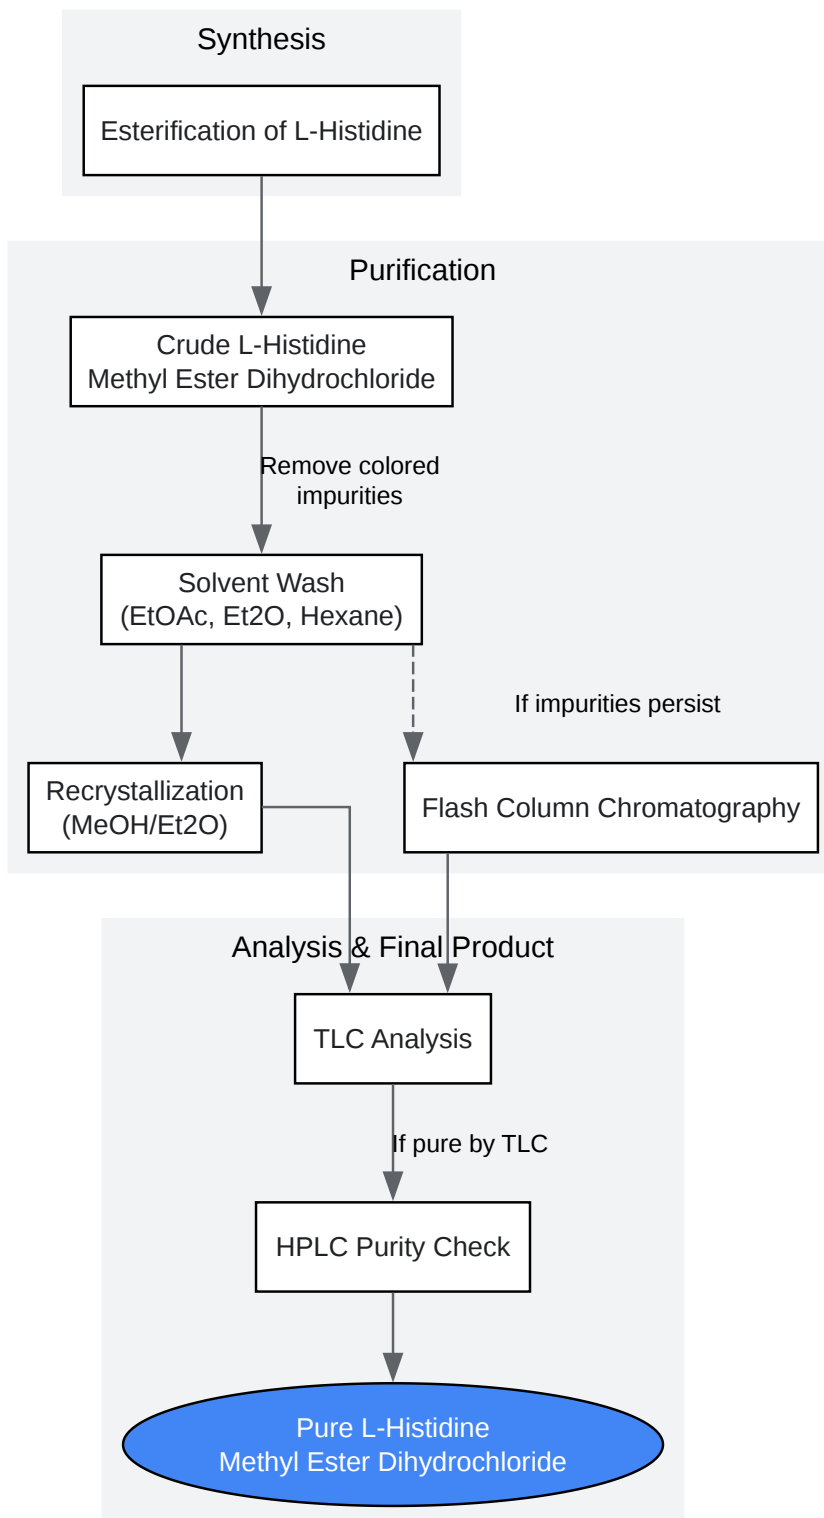 Synthesis
Esterification of L-Histidine
Purification
Crude L-Histidine
Methyl Ester Dihydrochloride
Remove colored
impurities
Solvent Wash
(EtOAc, Et2O, Hexane)
If impurities persist
Recrystallization
(MeOH/Et2O)
Flash Column Chromatography
Analysis & Final Product
TLC Analysis
If pure by TLC
HPLC Purity Check
Pure L-Histidine
Methyl Ester Dihydrochloride